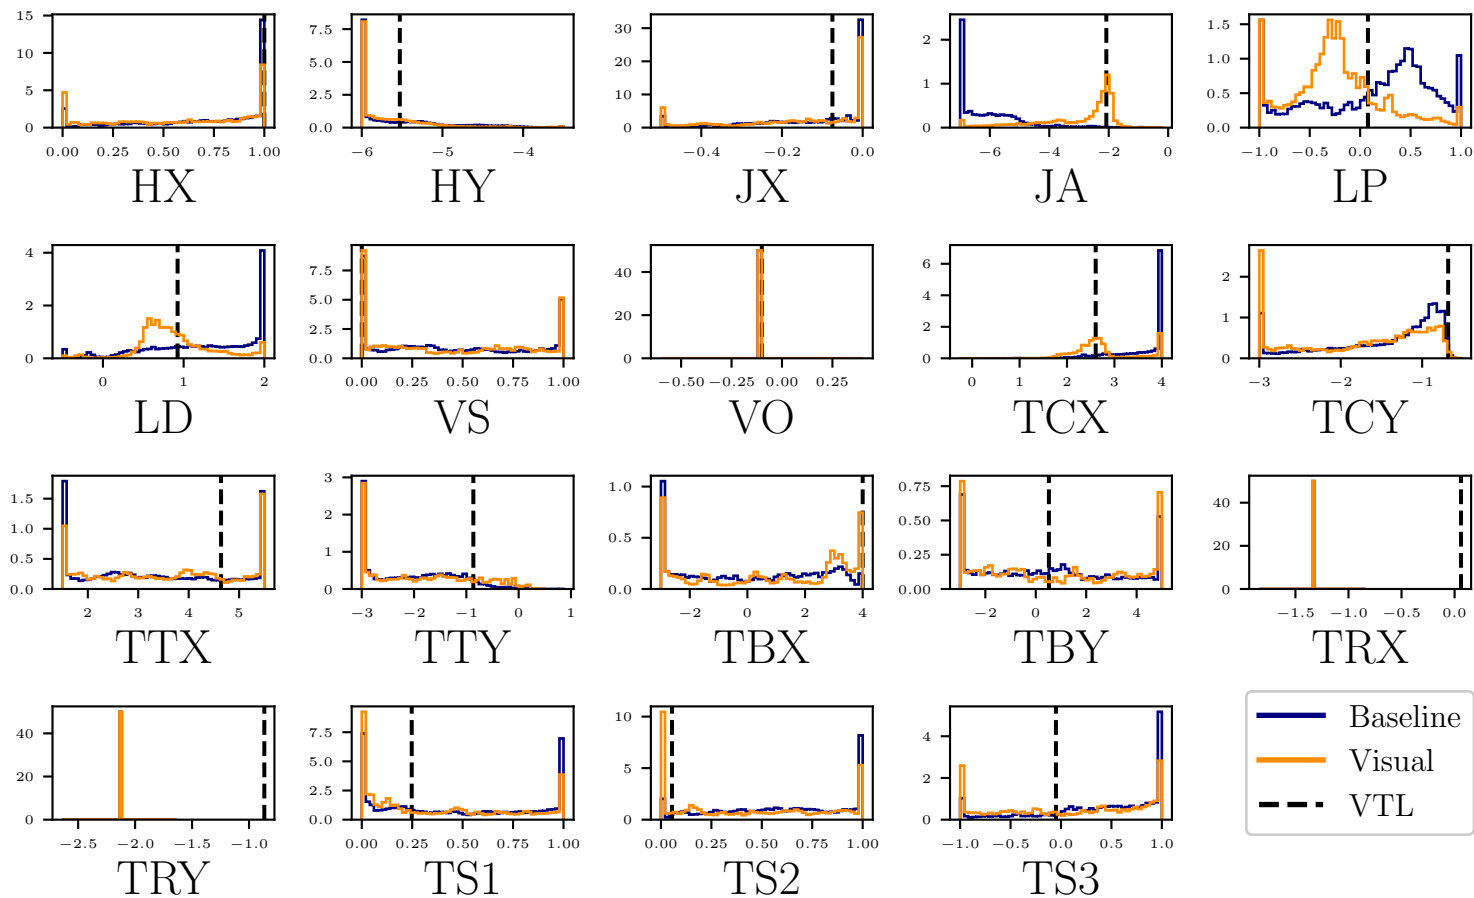 15
10
5
0
0.00 0.25 0.50 0.75 1.00
HX
7.5
5.0
2.5
0.0
−6 −5 −4
HY
30
20
10
0
−0.4 −0.2 0.0
JX
2
1
0
−6 −4 −2 0
JA
1.5
1.0
0.5
0.0
−1.0 −0.5 0.0 0.5 1.0
LP
4
2
0
0 1 2
LD
7.5
5.0
2.5
0.0
0.00 0.25 0.50 0.75 1.00
VS
40
20
0
−0.50 −0.25 0.00 0.25
VO
6
4
2
0
0 1 2 3 4
TCX
2
1
0
−3 −2 −1
TCY
1.5
1.0
0.5
0.0
2 3 4 5
TTX
3
2
1
0
−3 −2 −1 0 1
TTY
1.0
0.5
0.0
−2 0 2 4
TBX
0.75
0.50
0.25
0.00
−2 0 2 4
TBY
40
20
0
−1.5 −1.0 −0.5 0.0
TRX
40
20
0
−2.5 −2.0 −1.5 −1.0
TRY
7.5
5.0
2.5
0.0
0.00 0.25 0.50 0.75 1.00
TS1
10
5
0
0.00 0.25 0.50 0.75 1.00
TS2
4
2
0
−1.0 −0.5 0.0 0.5 1.0
TS3
Baseline
Visual
VTL